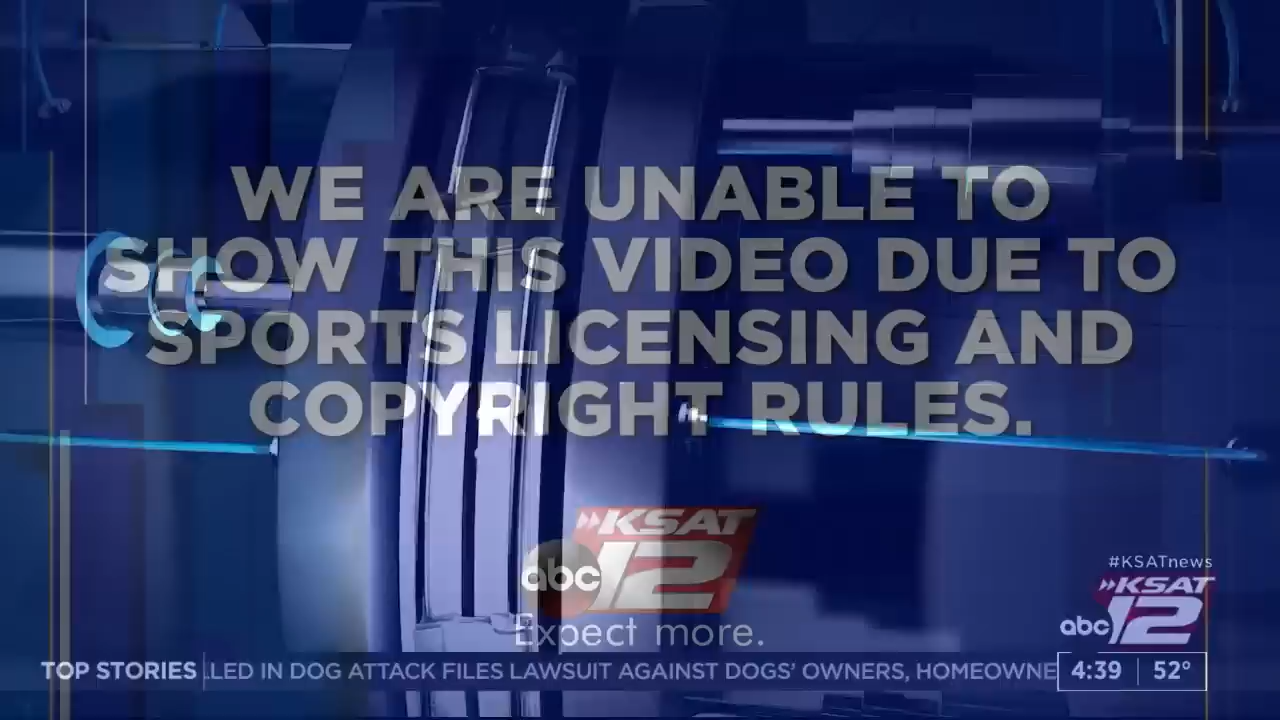 WE ARE UNABLE TO
SHOW THIS VIDEO DUE TO
SPORTS LICENSING AND
COPYRIGHT RULES.
KSAT
abc 12
Expect more.
#KSATnews
KSAT
abc 12
TOP STORIES LLED IN DOG ATTACK FILES LAWSUIT AGAINST DOGS' OWNERS, HOMEOWNE 4:39 52°